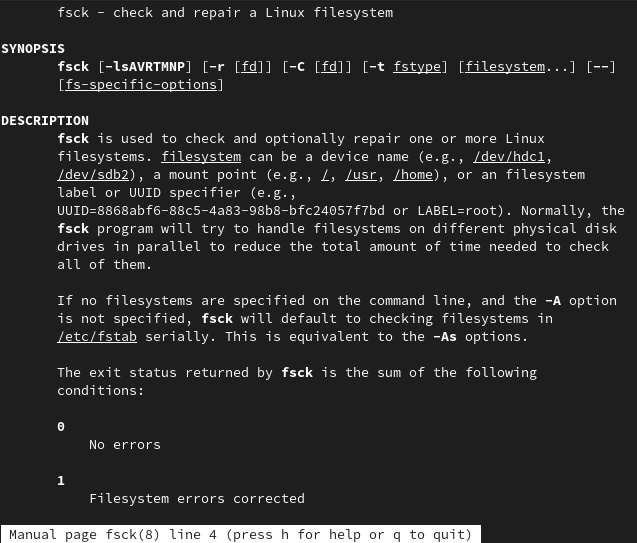 fsck - check and repair a Linux filesystem
SYNOPSIS
fsck [-lsAVRTMNP] [-r [fd]] [-C [fd]] [-t fstype] [filesystem...] [--]
[fs-specific-options]
DESCRIPTION
fsck is used to check and optionally repair one or more Linux
filesystems. filesystem can be a device name (e.g., /dev/hdc1,
/dev/sdb2), a mount point (e.g., /, /usr, /home), or an filesystem
label or UUID specifier (e.g.,
UUID=8868abf6-88c5-4a83-98b8-bfc24057f7bd or LABEL=root). Normally, the
fsck program will try to handle filesystems on different physical disk
drives in parallel to reduce the total amount of time needed to check
all of them.
If no filesystems are specified on the command line, and the -A option
is not specified, fsck will default to checking filesystems in
/etc/fstab serially. This is equivalent to the -As options.
The exit status returned by fsck is the sum of the following
conditions:
0
No errors
1
Filesystem errors corrected
Manual page fsck(8) line 4 (press h for help or q to quit)